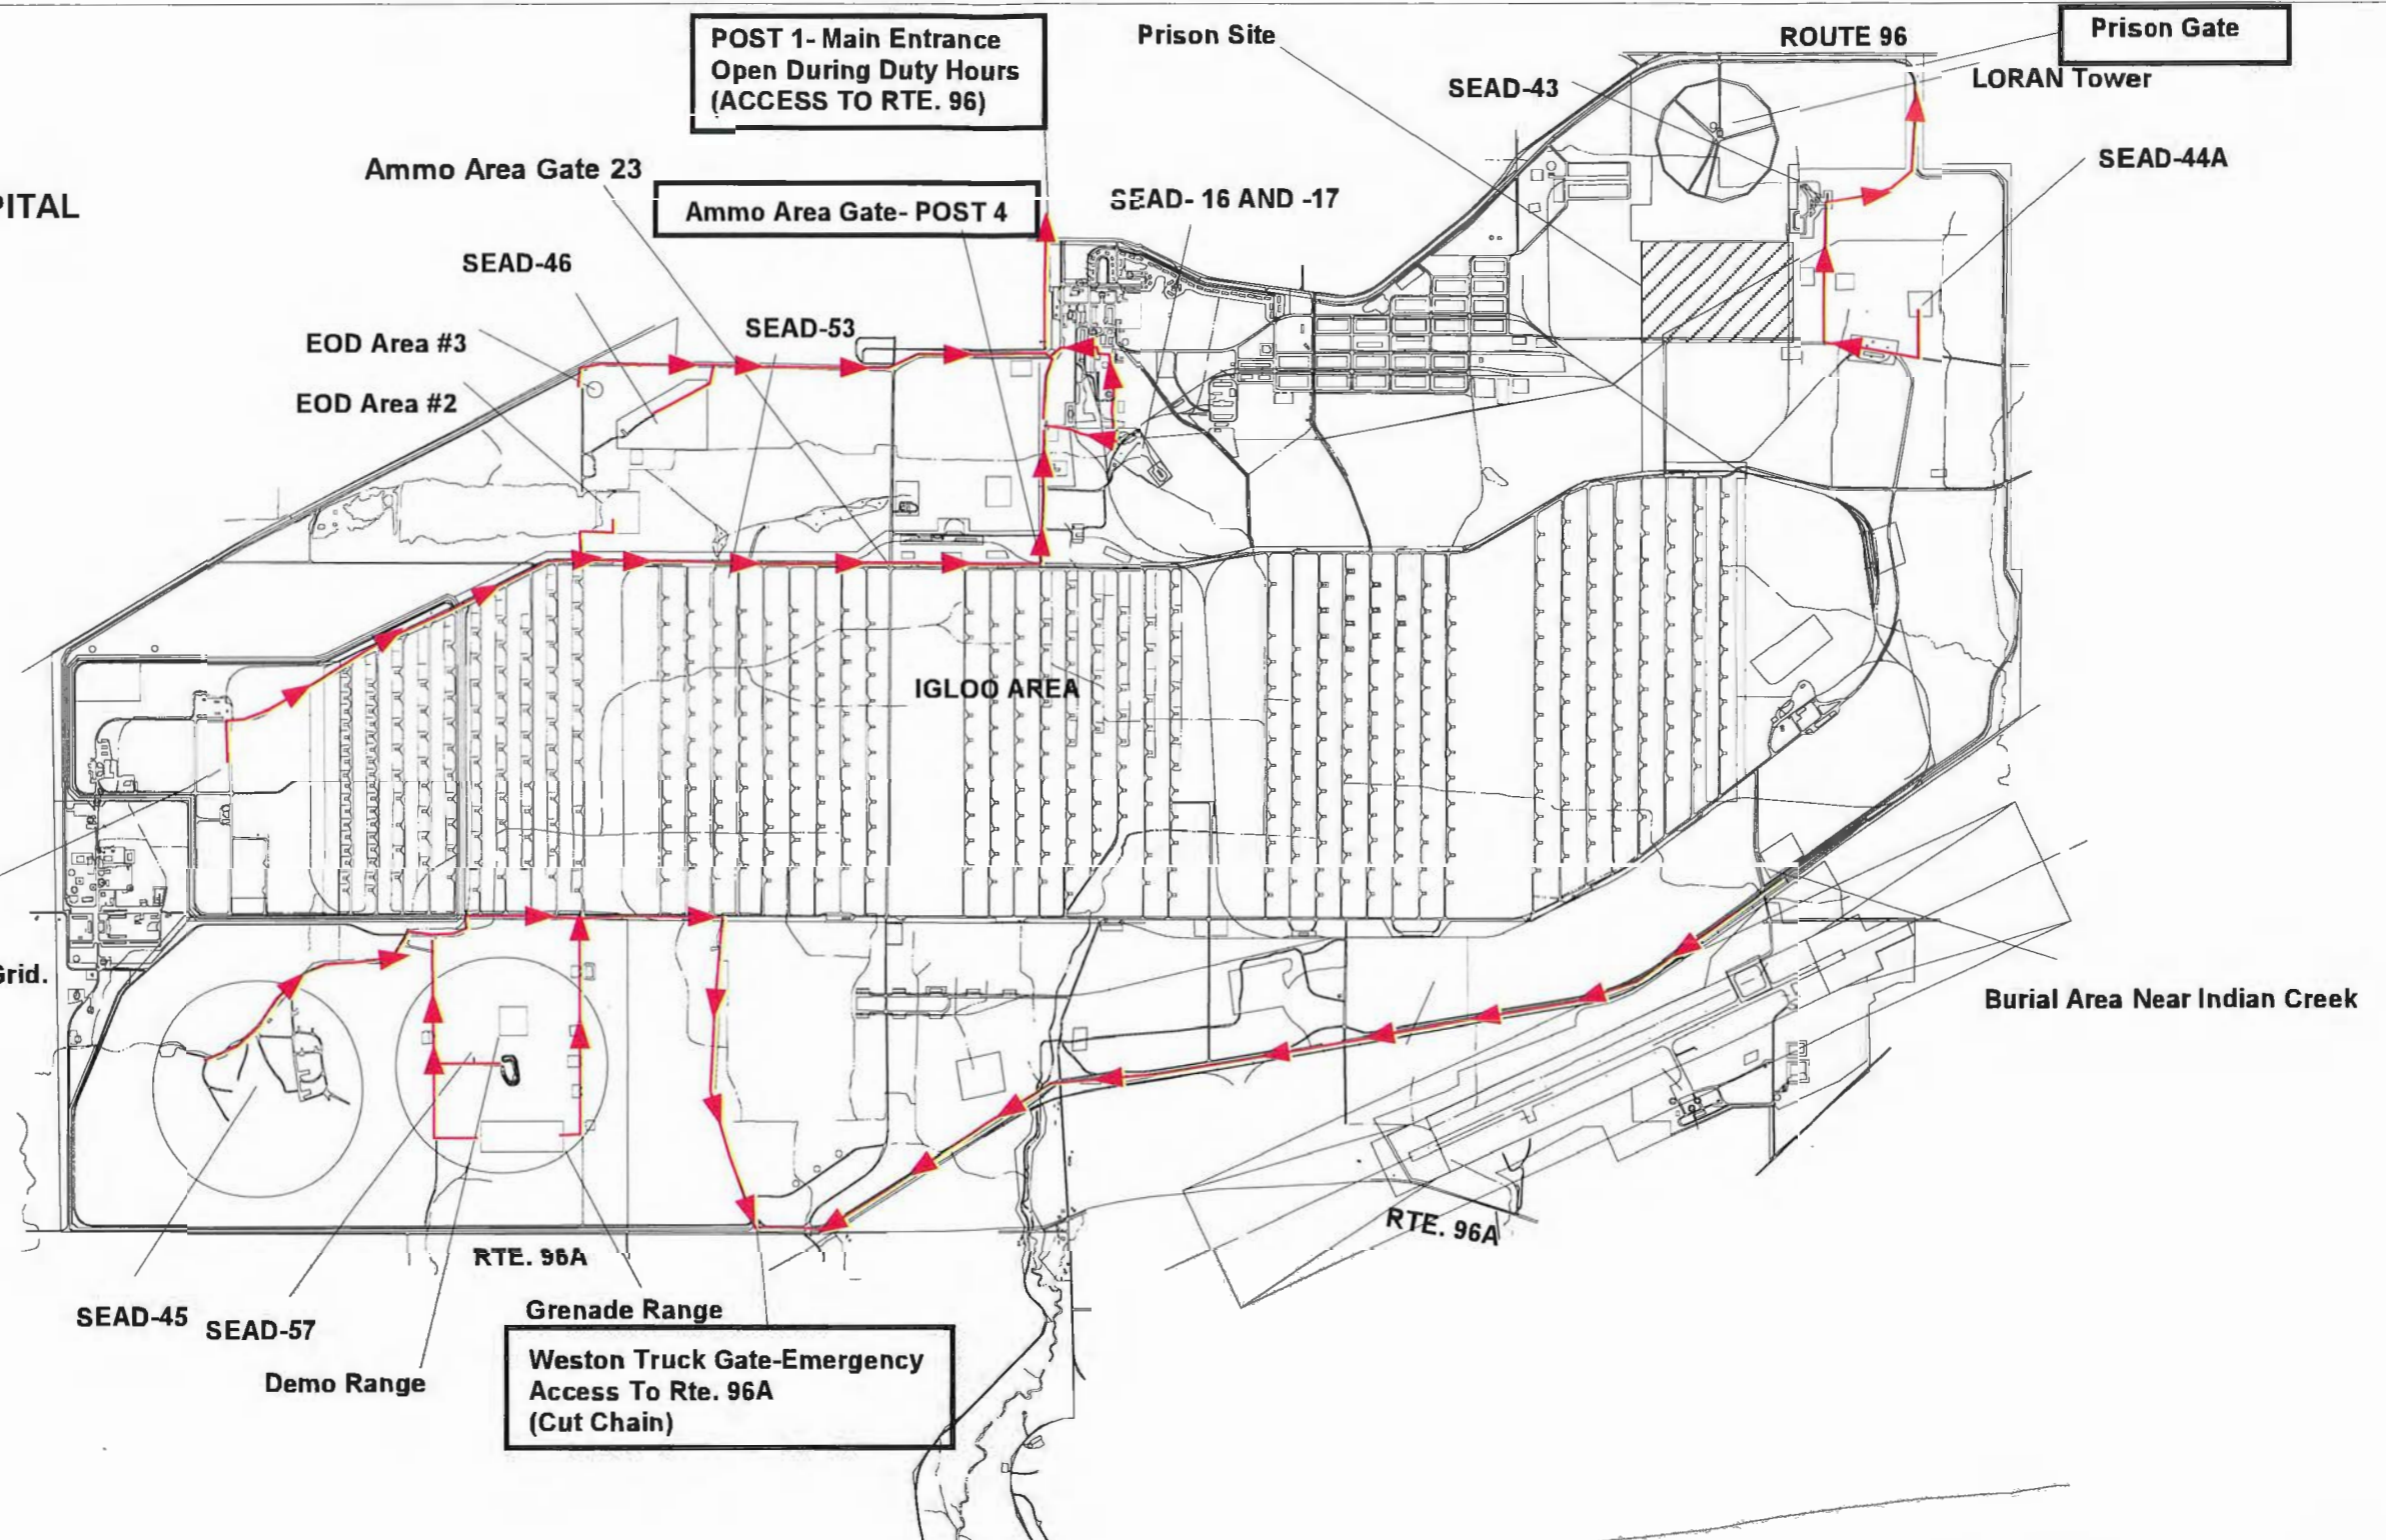 POST 1- Main Entrance
Open During Duty Hours
(ACCESS TO RTE. 96)
Prison Site
ROUTE 96
Prison Gate
SEAD-43
LORAN Tower
Ammo Area Gate 23
SEAD-44A
PITAL
Ammo Area Gate- POST 4
SEAD- 16 AND -17
SEAD-46
SEAD-53
EOD Area #3
EOD Area #2
IGLOO AREA
Grid.
Burial Area Near Indian Creek
RTE. 96A
RTE. 96A
SEAD-45
SEAD-57
Grenade Range
Demo Range
Weston Truck Gate-Emergency
Access To Rte. 96A
(Cut Chain)